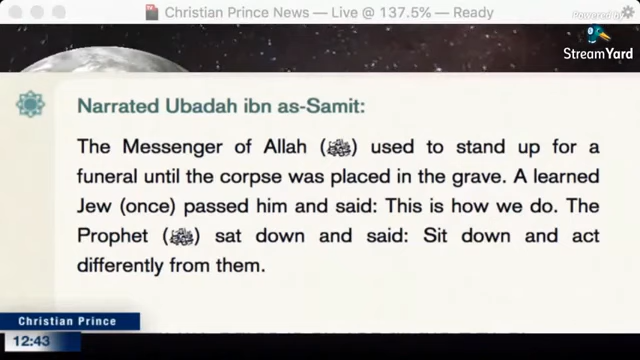 Christian Prince News — Live @ 137.5% — Ready
Powered by
StreamYard
Narrated Ubadah ibn as-Samit:
The Messenger of Allah (ﷺ) used to stand up for a
funeral until the corpse was placed in the grave. A learned
Jew (once) passed him and said: This is how we do. The
Prophet (ﷺ) sat down and said: Sit down and act
differently from them.
Christian Prince
12:43